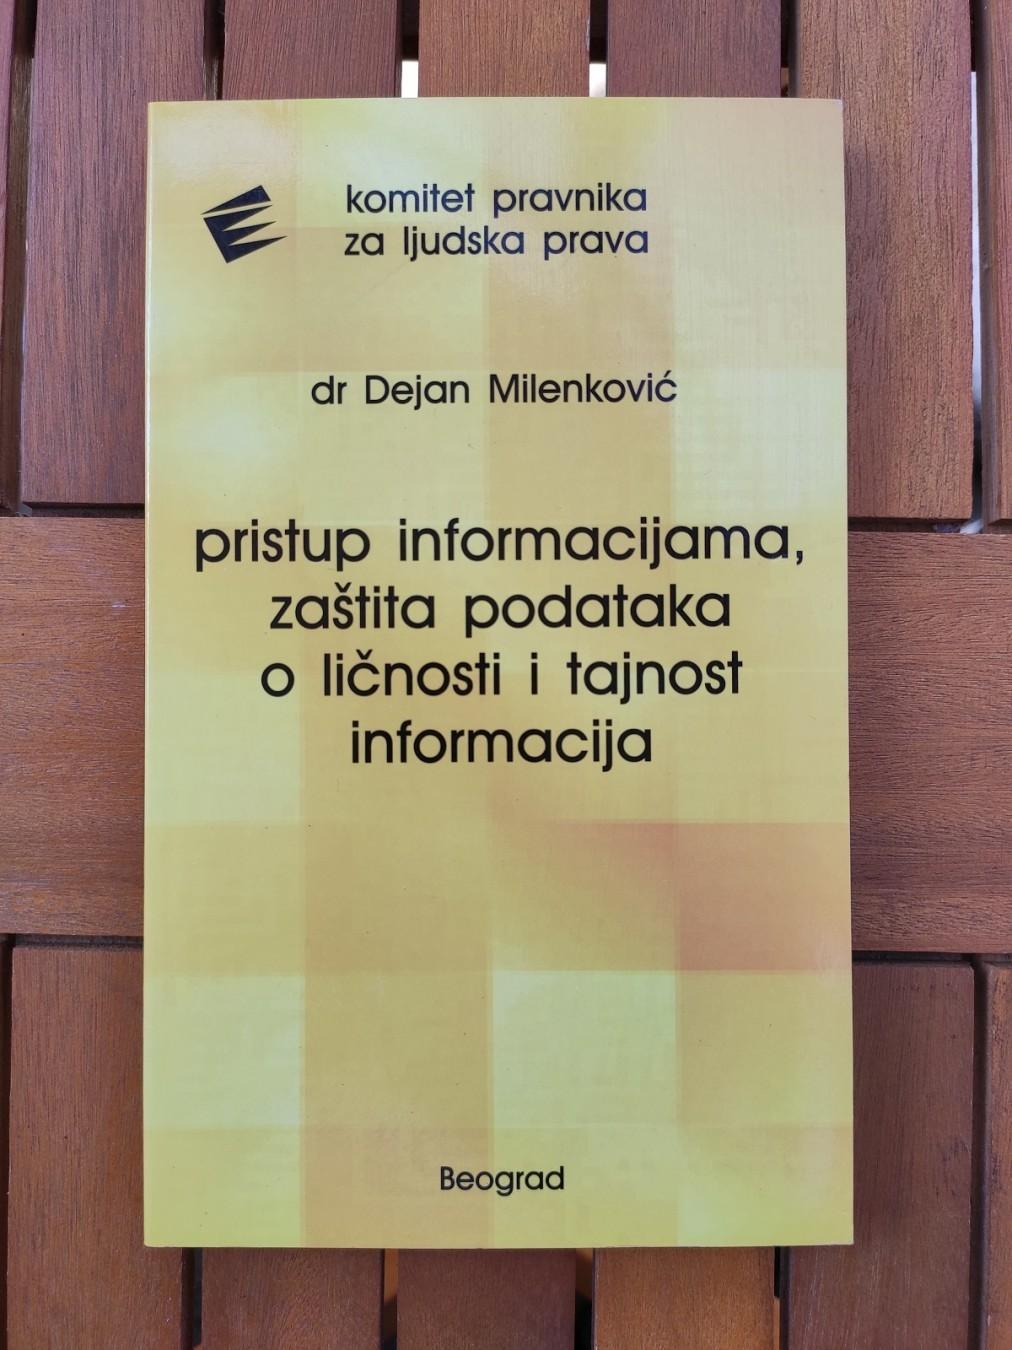 komitet pravnika
za ljudska prava
dr Dejan Milenković
pristup informacijama,
zaštita podataka
o ličnosti i tajnost
informacija
Beograd